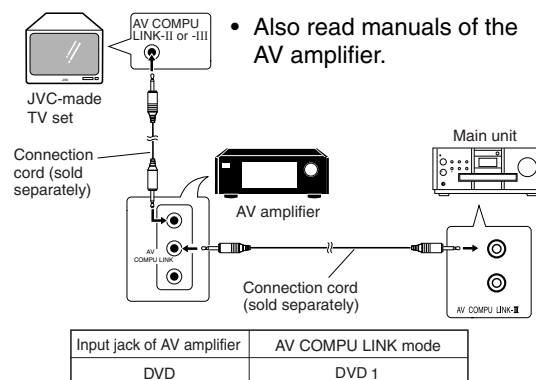 AV COMPU
LINK-II or -III
• Also read manuals of the
AV amplifier.
JVC
JVC-made
TV set
Connection
cord (sold
separately)
Main unit
AV amplifier
AV
COMPU LINK
Connection cord
(sold separately)
AV COMPU LINK-III
Input jack of AV amplifier AV COMPU LINK mode
DVD DVD 1